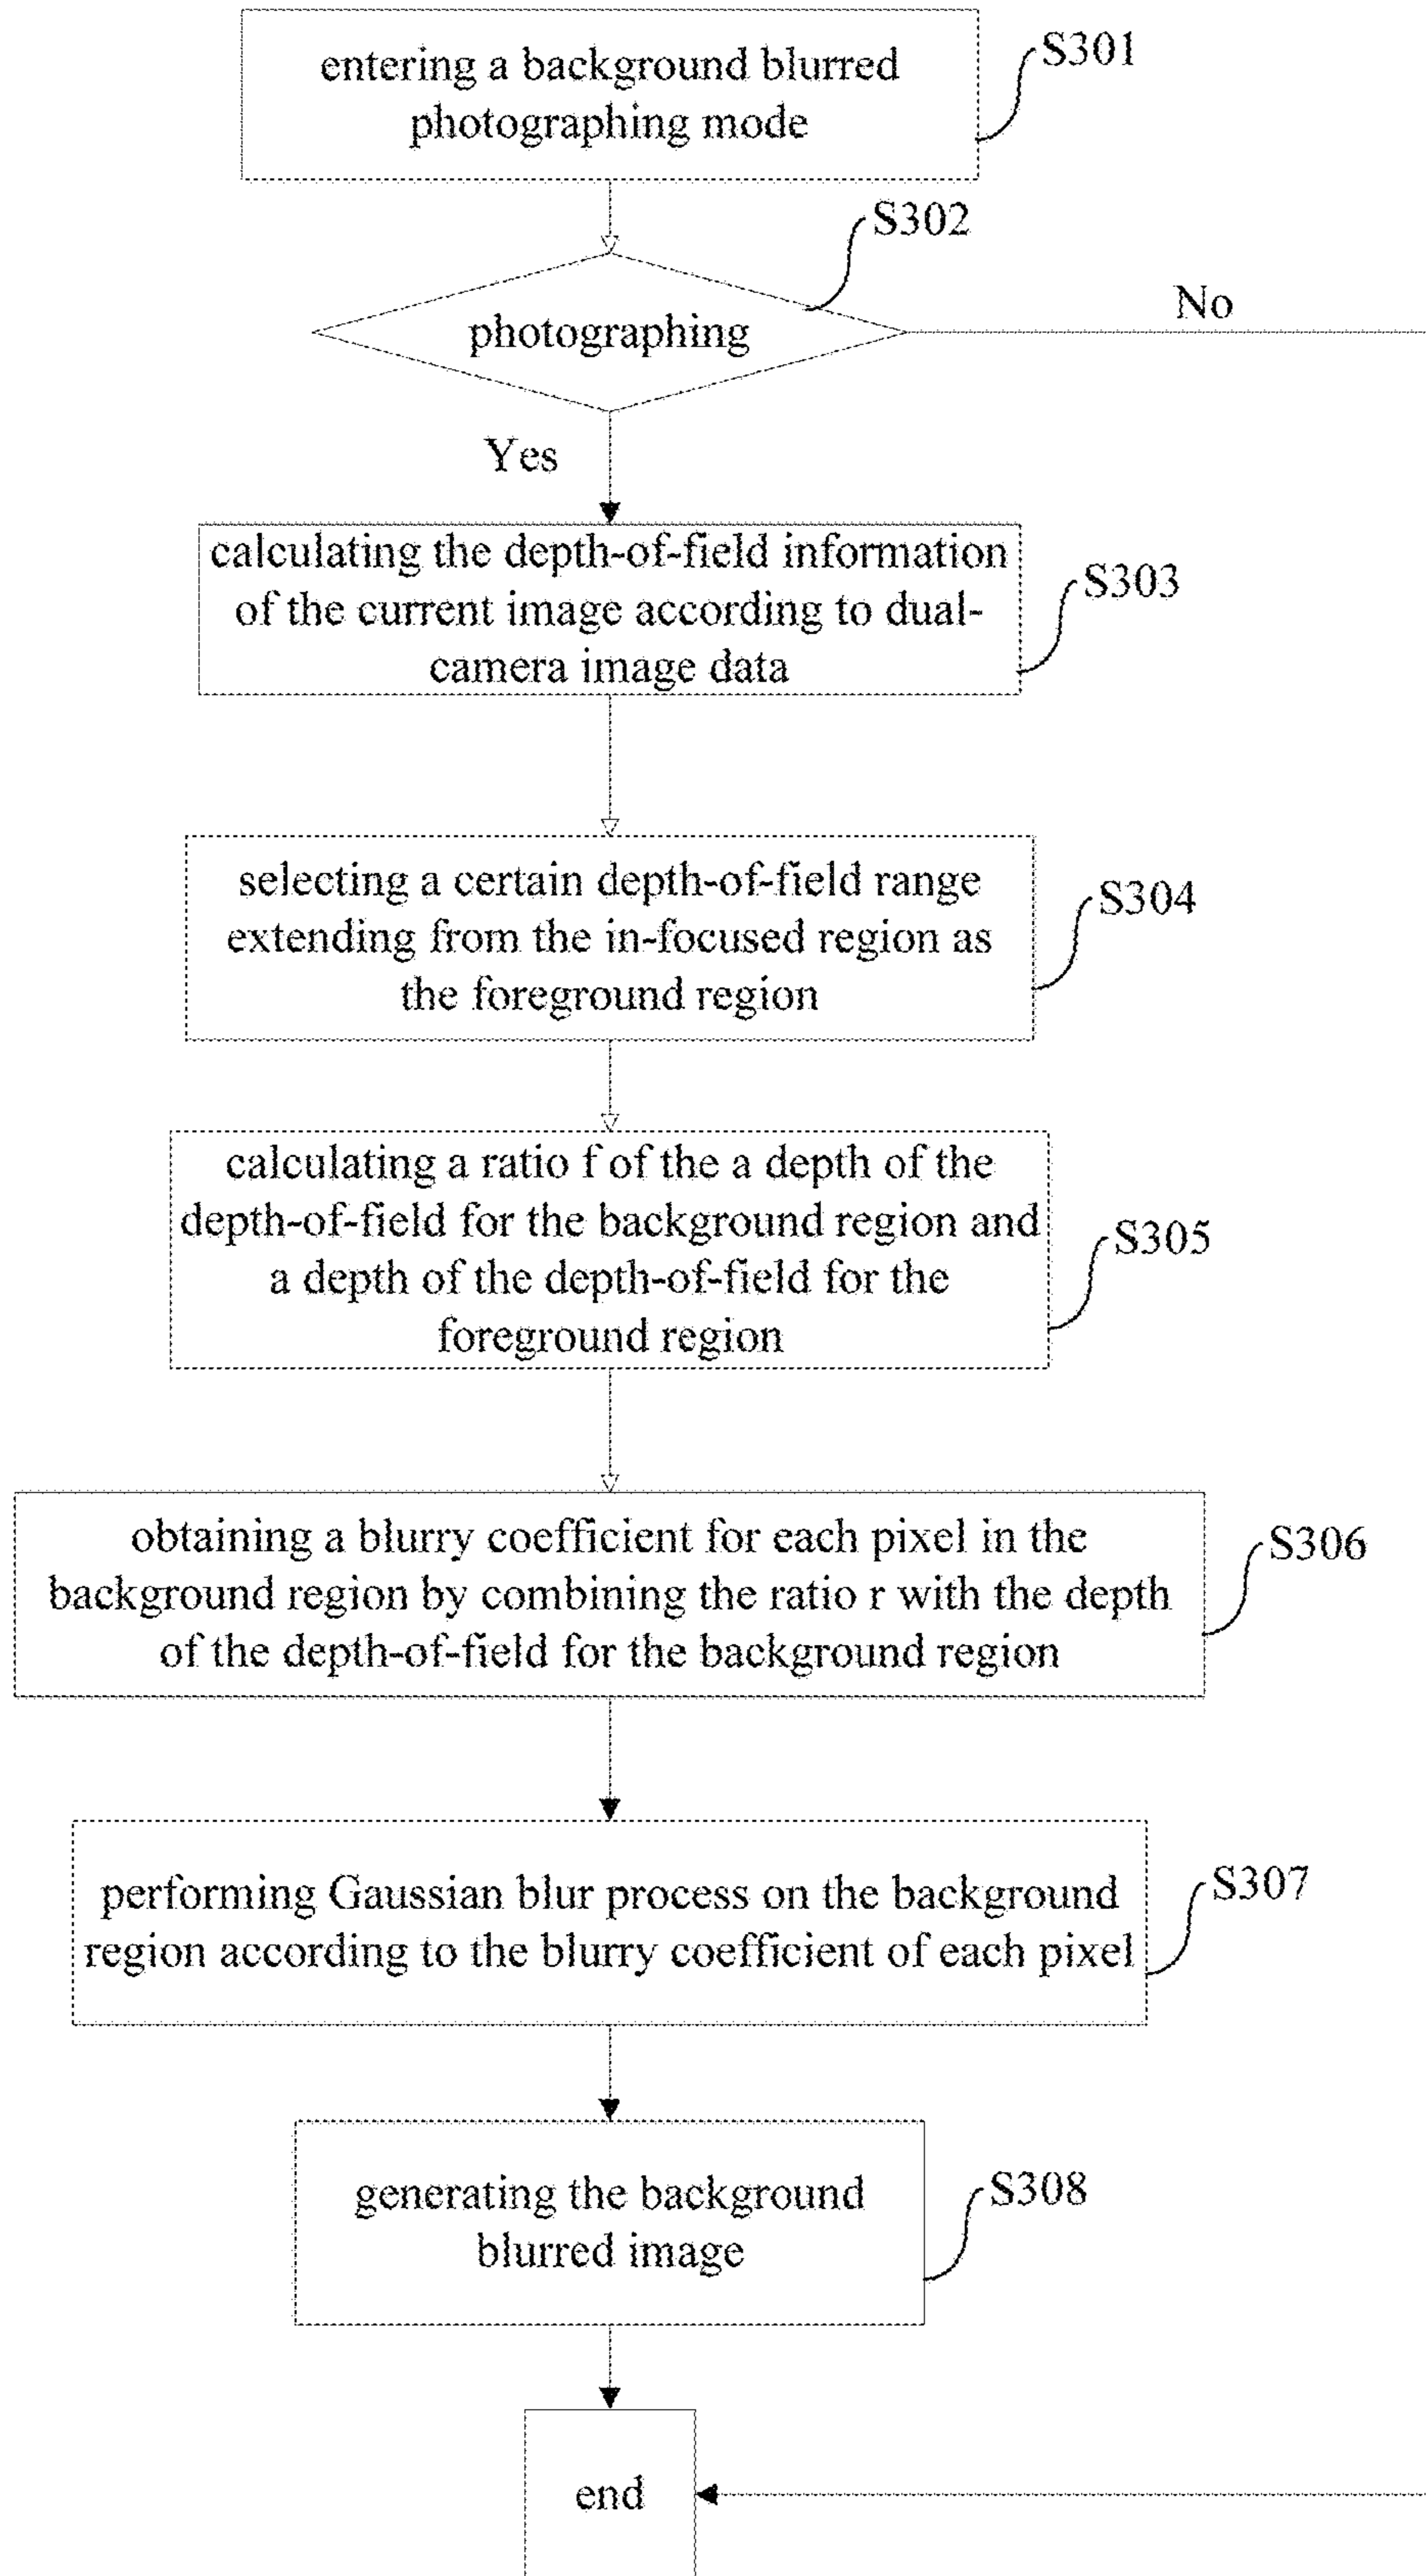 entering a background blurred
photographing mode
S301
S302
photographing
No
Yes
calculating the depth-of-field information
of the current image according to dual-
camera image data
S303
selecting a certain depth-of-field range
extending from the in-focused region as
the foreground region
S304
calculating a ratio f of the a depth of the
depth-of-field for the background region and
a depth of the depth-of-field for the
foreground region
S305
obtaining a blurry coefficient for each pixel in the
background region by combining the ratio r with the depth
of the depth-of-field for the background region
S306
performing Gaussian blur process on the background
region according to the blurry coefficient of each pixel
S307
generating the background
blurred image
S308
end